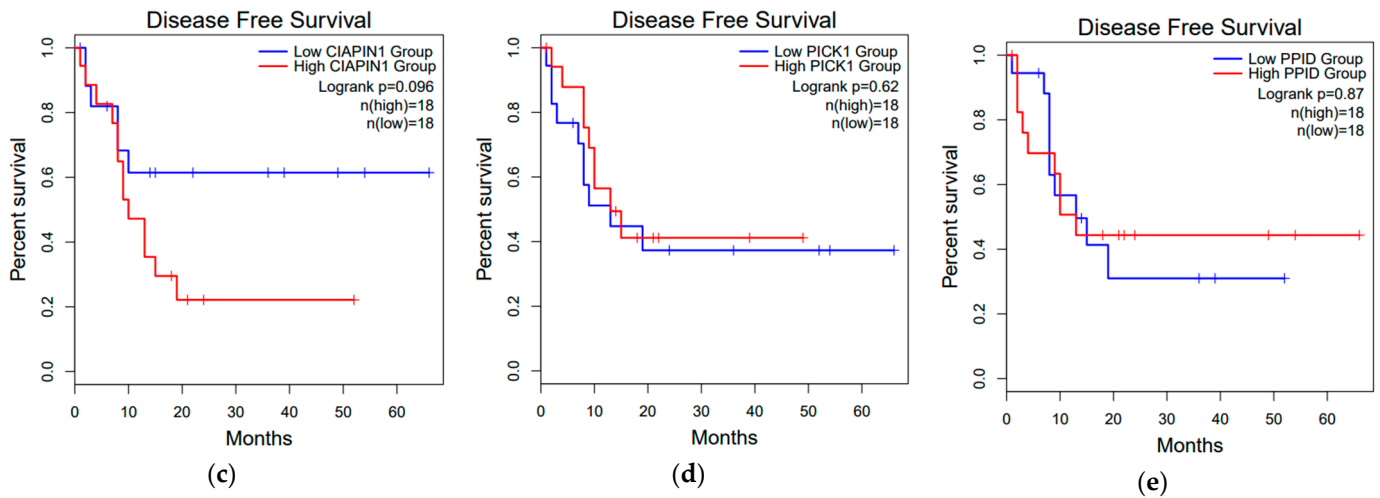 Disease Free Survival
Low CIAPIN1 Group
High CIAPIN1 Group
Logrank p=0.096
n(high)=18
n(low)=18
Percent survival
1.0
0.8
0.6
0.4
0.2
0.0
0 10 20 30 40 50 60
Months
(c)
Disease Free Survival
Low PICK1 Group
High PICK1 Group
Logrank p=0.62
n(high)=18
n(low)=18
Percent survival
1.0
0.8
0.6
0.4
0.2
0.0
0 10 20 30 40 50 60
Months
(d)
Disease Free Survival
Low PPID Group
High PPID Group
Logrank p=0.87
n(high)=18
n(low)=18
Percent survival
1.0
0.8
0.6
0.4
0.2
0.0
0 10 20 30 40 50 60
Months
(e)